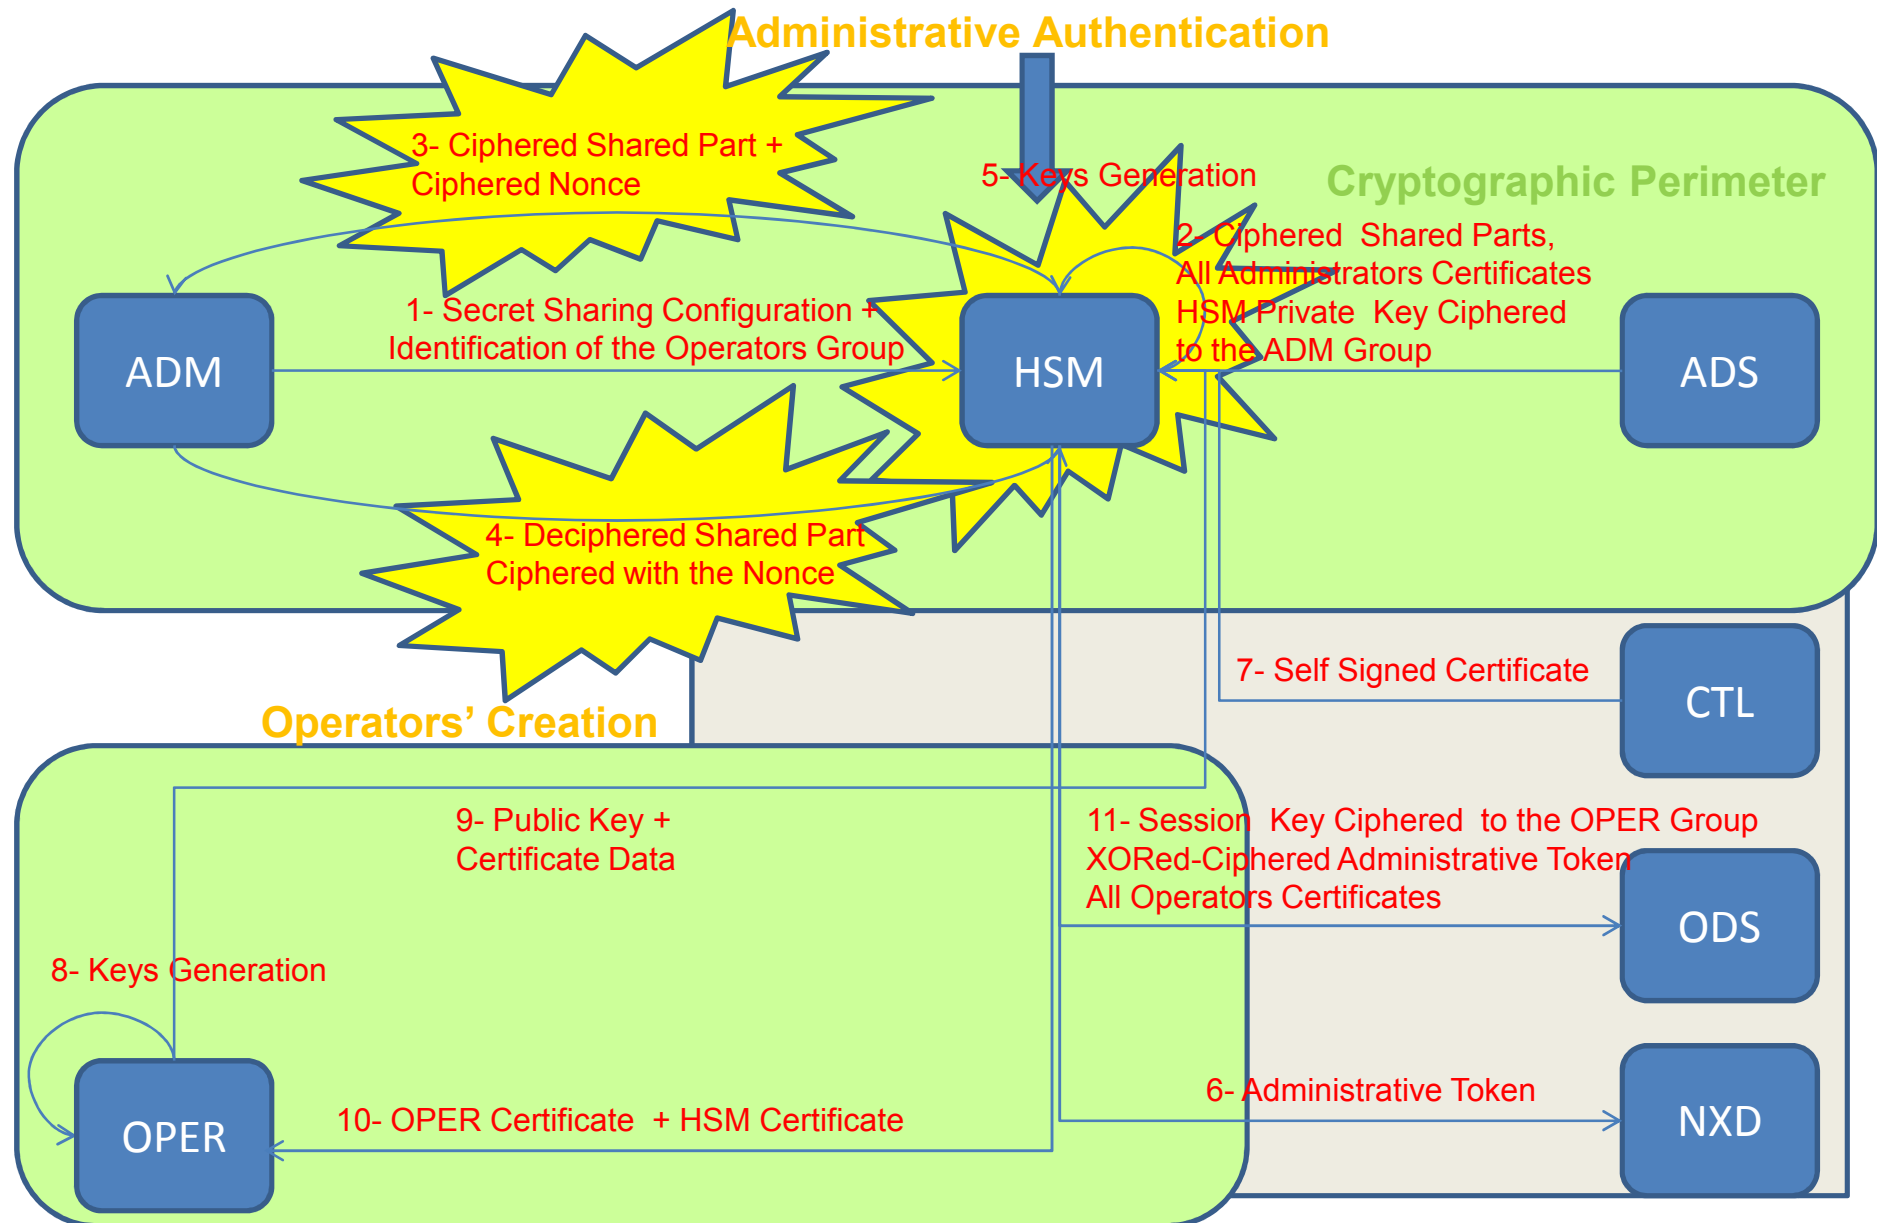 Administrative Authentication
3- Ciphered Shared Part +
Ciphered Nonce
5- Keys Generation
Cryptographic Perimeter
2- Ciphered Shared Parts,
All Administrators Certificates
HSM Private Key Ciphered
to the ADM Group
1- Secret Sharing Configuration +
Identification of the Operators Group
ADM
HSM
ADS
4- Deciphered Shared Part
Ciphered with the Nonce
7- Self Signed Certificate
CTL
Operators’ Creation
9- Public Key +
Certificate Data
11- Session Key Ciphered to the OPER Group
XORed-Ciphered Administrative Token
All Operators Certificates
ODS
8- Keys Generation
6- Administrative Token
NXD
10- OPER Certificate + HSM Certificate
OPER